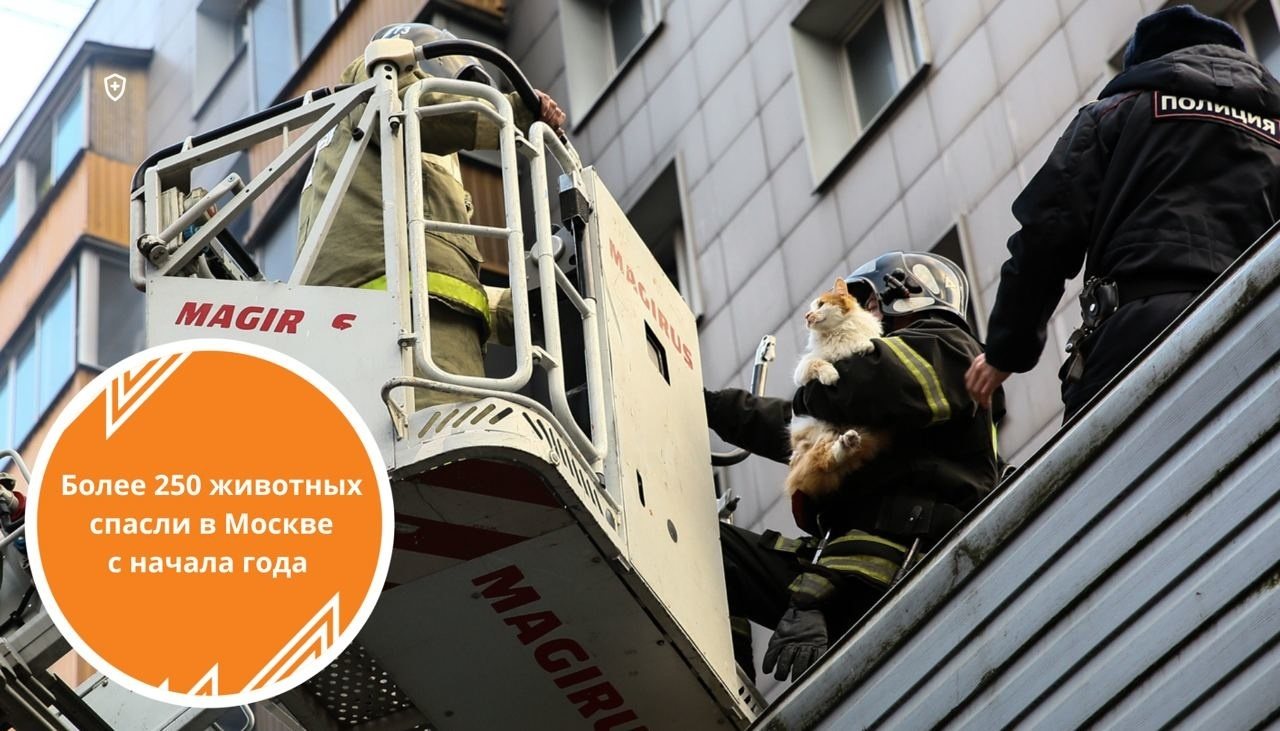 ПОЛИЦИЯ
MAGIRUS
MAGIR
MAGIRUS
Более 250 животных
спасли в Москве
с начала года